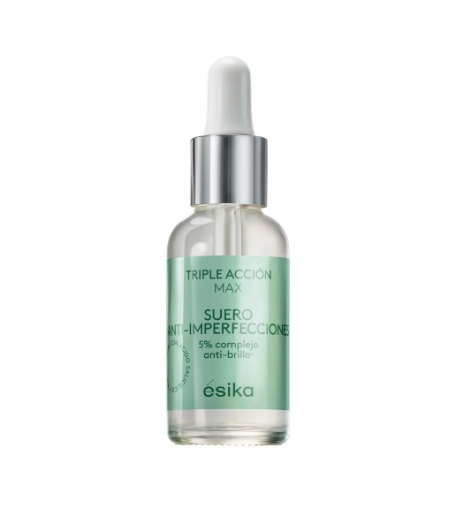 TRIPLE ACCIÓN
MAX
SUERO
ANTI-IMPERFECCIONES
5% complejo
anti-brillo*
ésika